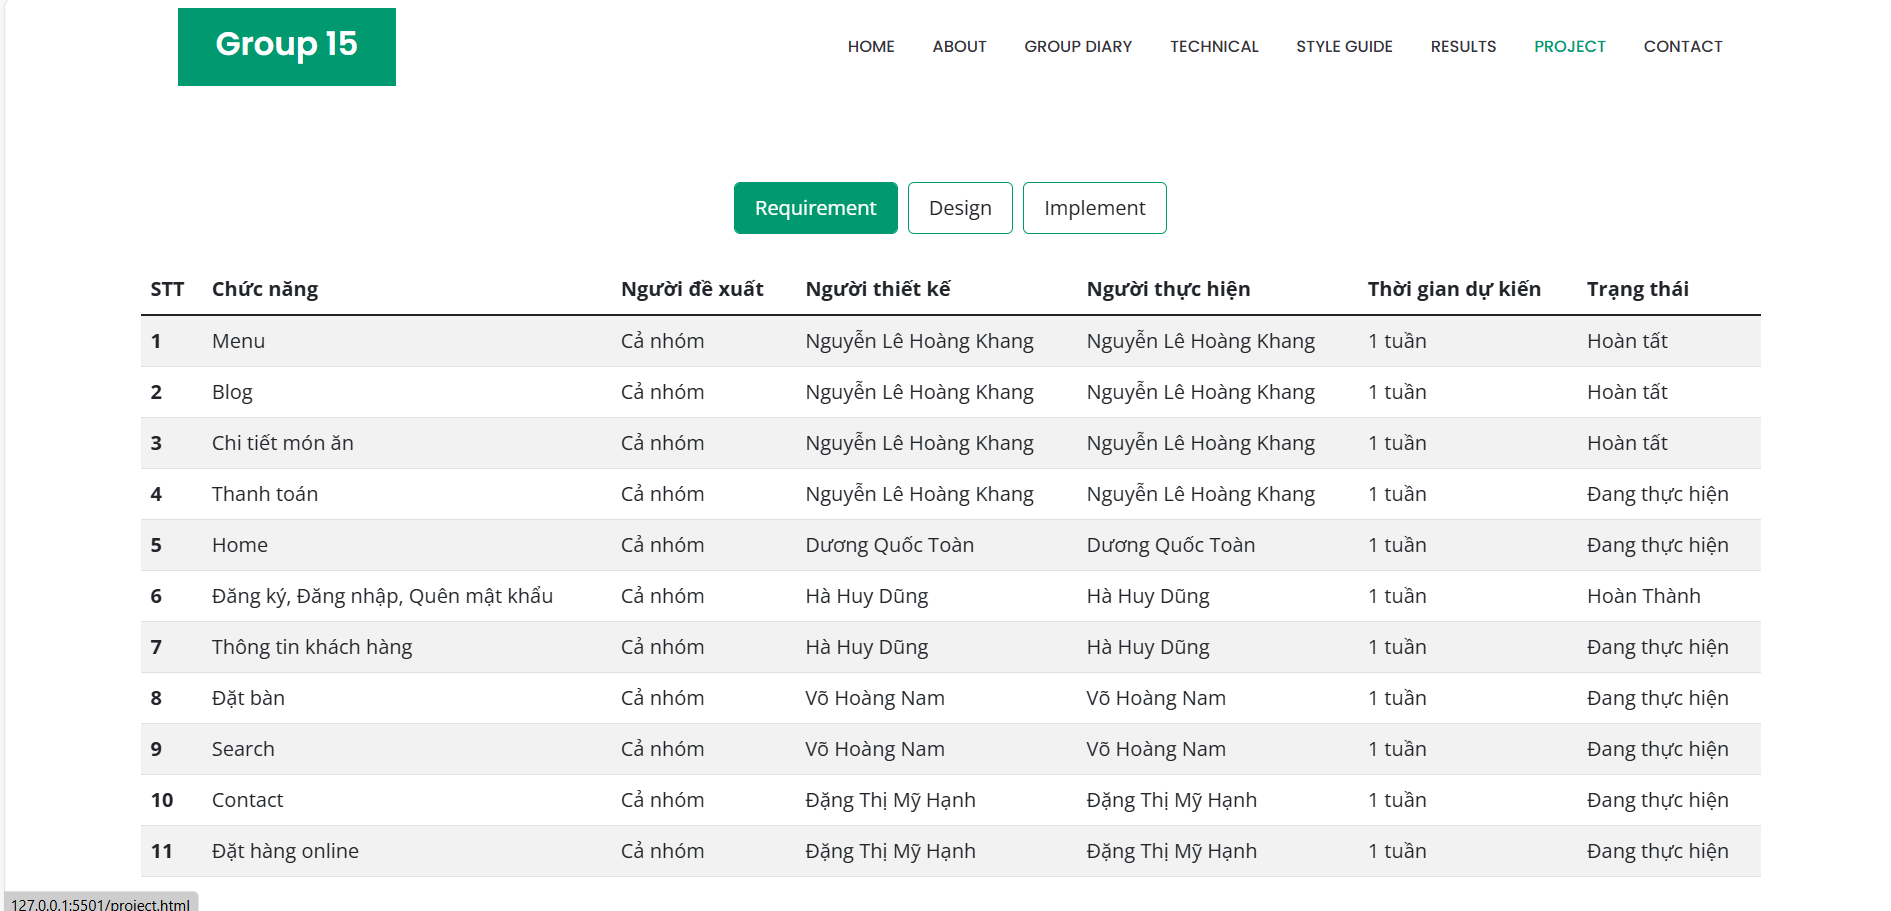 Group 15
HOME ABOUT GROUP DIARY TECHNICAL STYLE GUIDE RESULTS PROJECT CONTACT
Requirement Design Implement
STT Chức năng Người đề xuất Người thiết kế Người thực hiện Thời gian dự kiến Trạng thái
1 Menu Cả nhóm Nguyễn Lê Hoàng Khang Nguyễn Lê Hoàng Khang 1 tuần Hoàn tất
2 Blog Cả nhóm Nguyễn Lê Hoàng Khang Nguyễn Lê Hoàng Khang 1 tuần Hoàn tất
3 Chi tiết món ăn Cả nhóm Nguyễn Lê Hoàng Khang Nguyễn Lê Hoàng Khang 1 tuần Hoàn tất
4 Thanh toán Cả nhóm Nguyễn Lê Hoàng Khang Nguyễn Lê Hoàng Khang 1 tuần Đang thực hiện
5 Home Cả nhóm Dương Quốc Toàn Dương Quốc Toàn 1 tuần Đang thực hiện
6 Đăng ký, Đăng nhập, Quên mật khẩu Cả nhóm Hà Huy Dũng Hà Huy Dũng 1 tuần Hoàn Thành
7 Thông tin khách hàng Cả nhóm Hà Huy Dũng Hà Huy Dũng 1 tuần Đang thực hiện
8 Đặt bàn Cả nhóm Võ Hoàng Nam Võ Hoàng Nam 1 tuần Đang thực hiện
9 Search Cả nhóm Võ Hoàng Nam Võ Hoàng Nam 1 tuần Đang thực hiện
10 Contact Cả nhóm Đặng Thị Mỹ Hạnh Đặng Thị Mỹ Hạnh 1 tuần Đang thực hiện
11 Đặt hàng online Cả nhóm Đặng Thị Mỹ Hạnh Đặng Thị Mỹ Hạnh 1 tuần Đang thực hiện
127.0.0.1:5501/project.html